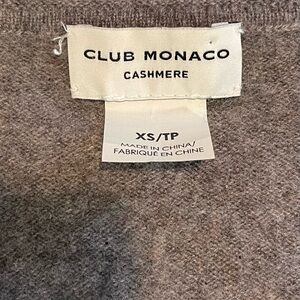 CLUB MONACO
CASHMERE
XS/TP
MADE IN CHINA/
FABRIQUÉ EN CHINE